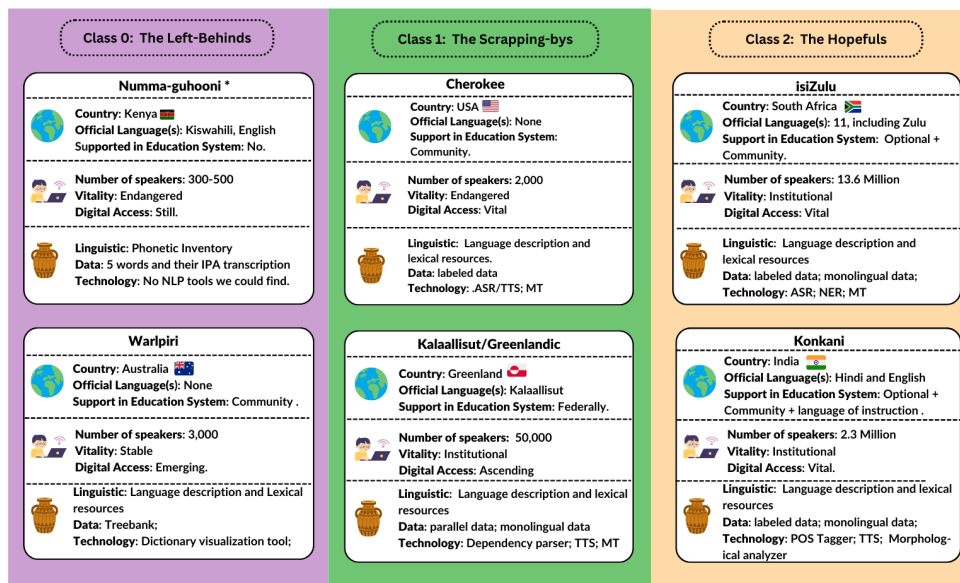 Class 0: The Left-Behinds
Numma-guhooni *
Country: Kenya
Official Language(s): Kiswahili, English
Supported in Education System: No.
Number of speakers: 300-500
Vitality: Endangered
Digital Access: Still.
Linguistic: Phonetic Inventory
Data: 5 words and their IPA transcription
Technology: No NLP tools we could find.
Warlpiri
Country: Australia
Official Language(s): None
Support in Education System: Community .
Number of speakers: 3,000
Vitality: Stable
Digital Access: Emerging.
Linguistic: Language description and Lexical
resources
Data: Treebank;
Technology: Dictionary visualization tool;
Class 1: The Scrapping-bys
Cherokee
Country: USA
Official Language(s): None
Support in Education System:
Community.
Number of speakers: 2,000
Vitality: Endangered
Digital Access: Vital
Linguistic: Language description and
lexical resources.
Data: labeled data
Technology: .ASR/TTS; MT
Kalaallisut/Greenlandic
Country: Greenland
Official Language(s): Kalaallisut
Support in Education System: Federally.
Number of speakers: 50,000
Vitality: Institutional
Digital Access: Ascending
Linguistic: Language description and lexical
resources
Data: parallel data; monolingual data
Technology: Dependency parser; TTS; MT
Class 2: The Hopefuls
isiZulu
Country: South Africa
Official Language(s): 11, including Zulu
Support in Education System: Optional +
Community.
Number of speakers: 13.6 Million
Vitality: Institutional
Digital Access: Vital
Linguistic: Language description and
lexical resources
Data: labeled data; monolingual data;
Technology: ASR; NER; MT
Konkani
Country: India
Official Language(s): Hindi and English
Support in Education System: Optional +
Community + language of instruction .
Number of speakers: 2.3 Million
Vitality: Institutional
Digital Access: Vital.
Linguistic: Language description and lexical
resources
Data: labeled data; monolingual data;
Technology: POS Tagger; TTS; Morpholog-
ical analyzer